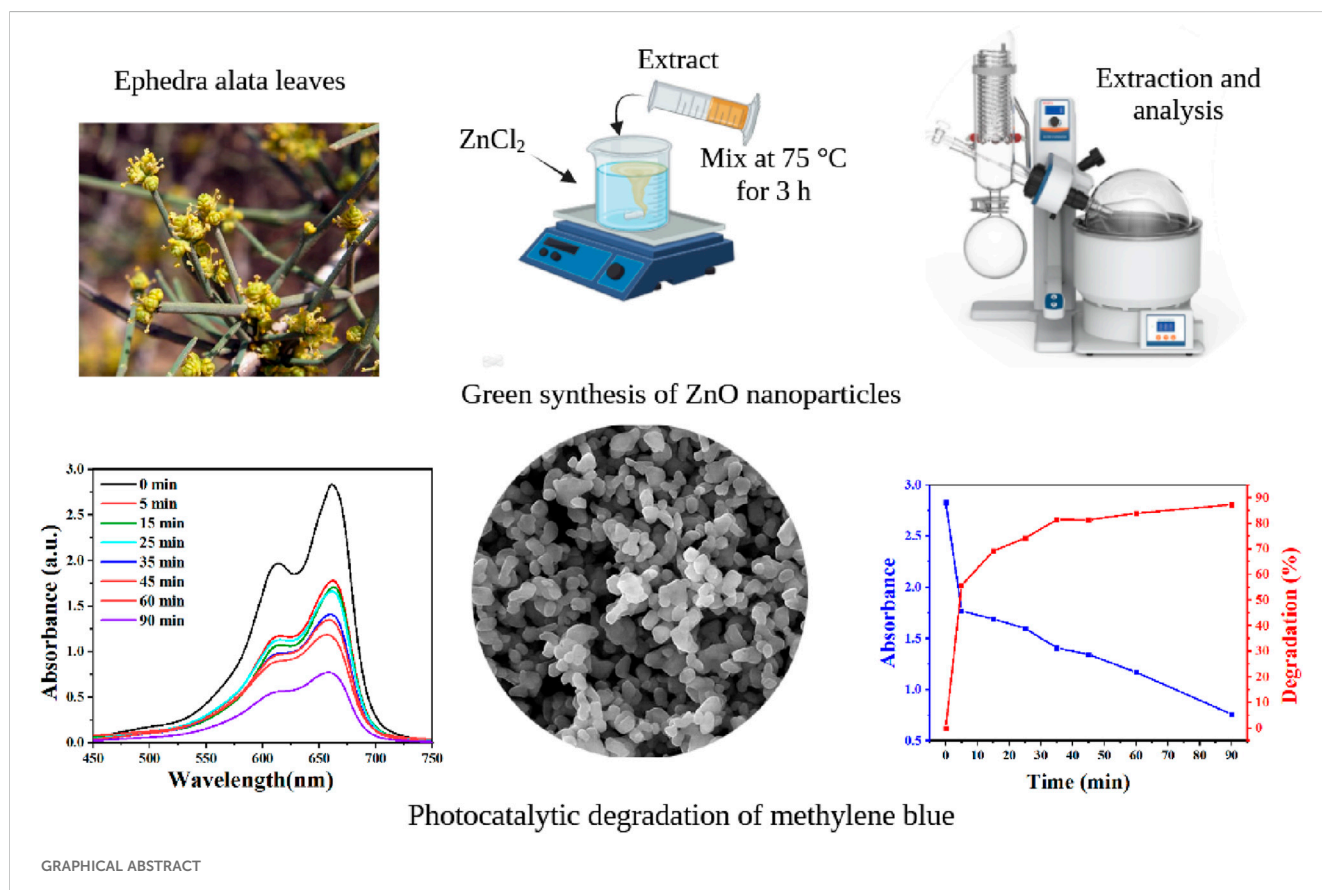 Ephedra alata leaves
Extract
ZnCl₂
Mix at 75 °C
for 3 h
Extraction and
analysis
Green synthesis of ZnO nanoparticles
Absorbance (a.u.)
3.0
2.5
2.0
1.5
1.0
0.5
0.0
0 min
5 min
15 min
25 min
35 min
45 min
60 min
90 min
450 500 550 600 650 700 750
Wavelength(nm)
Absorbance
3.0
2.5
2.0
1.5
1.0
0.5
90
80
70
60
50
40
30
20
10
0
Degradation (%)
0 10 20 30 40 50 60 70 80 90
Time (min)
Photocatalytic degradation of methylene blue
GRAPHICAL ABSTRACT